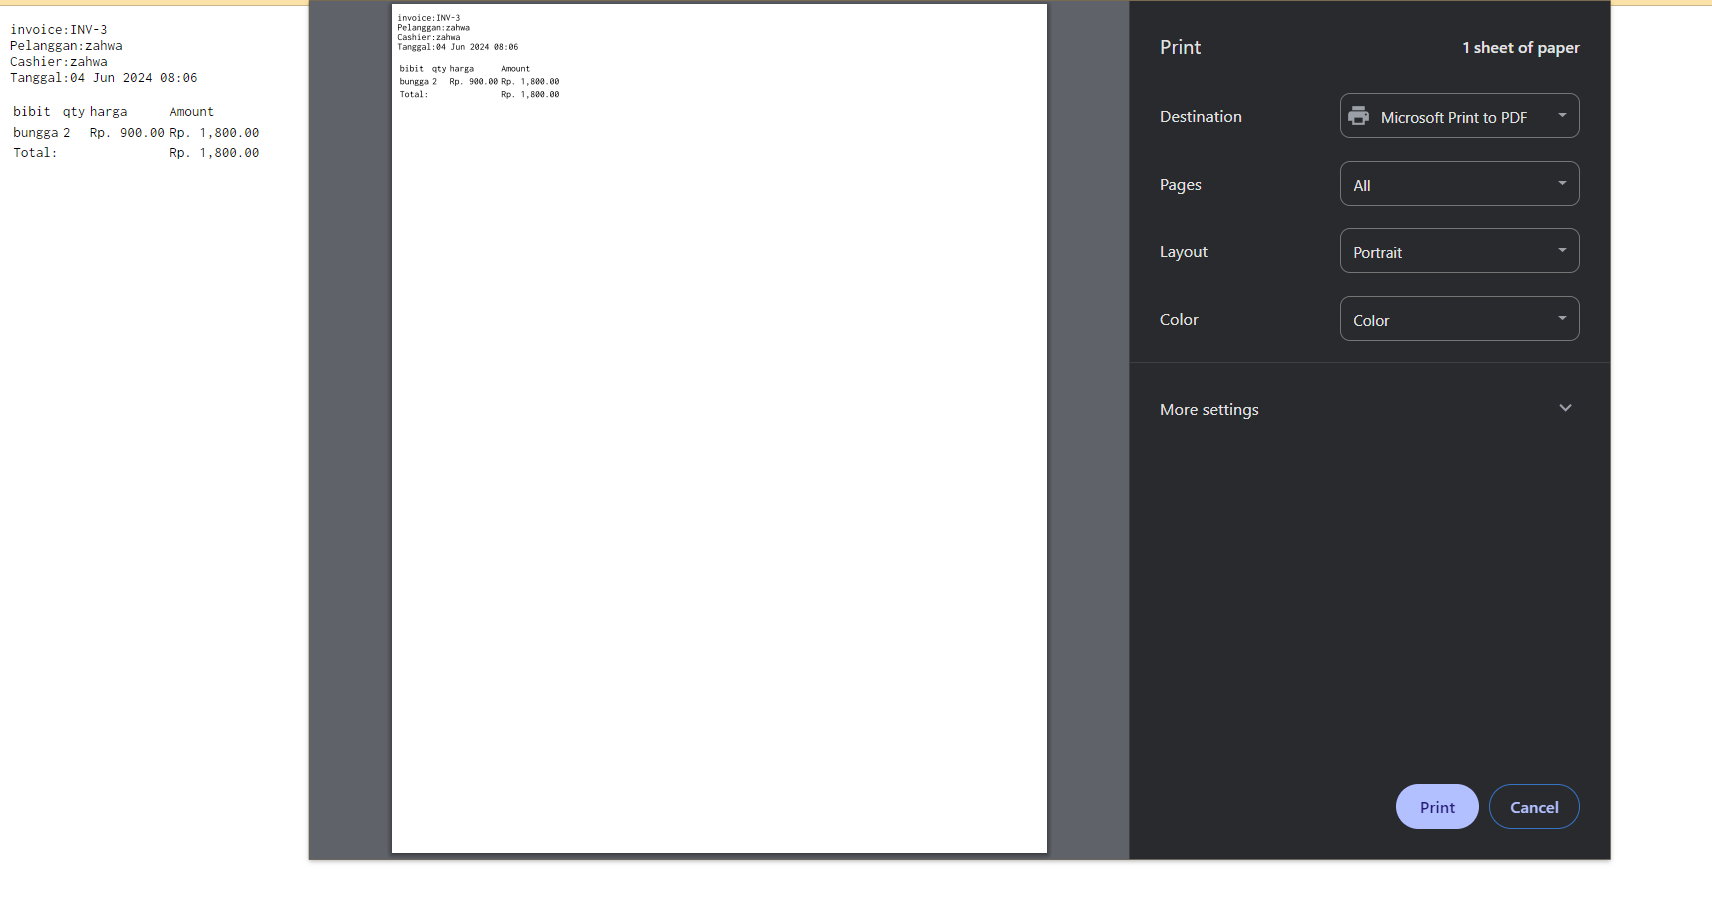 invoice:INV-3
Pelanggan:zahwa
Cashier:zahwa
Tanggal:04 Jun 2024 08:06
bibit qty harga Amount
bungga 2 Rp. 900.00 Rp. 1,800.00
Total: Rp. 1,800.00
invoice:INV-3
Pelanggan:zahwa
Cashier:zahwa
Tanggal:04 Jun 2024 08:06
bibit qty harga Amount
bungga 2 Rp. 900.00 Rp. 1,800.00
Total: Rp. 1,800.00
Print 1 sheet of paper
Destination Microsoft Print to PDF
Pages All
Layout Portrait
Color Color
More settings
Print Cancel